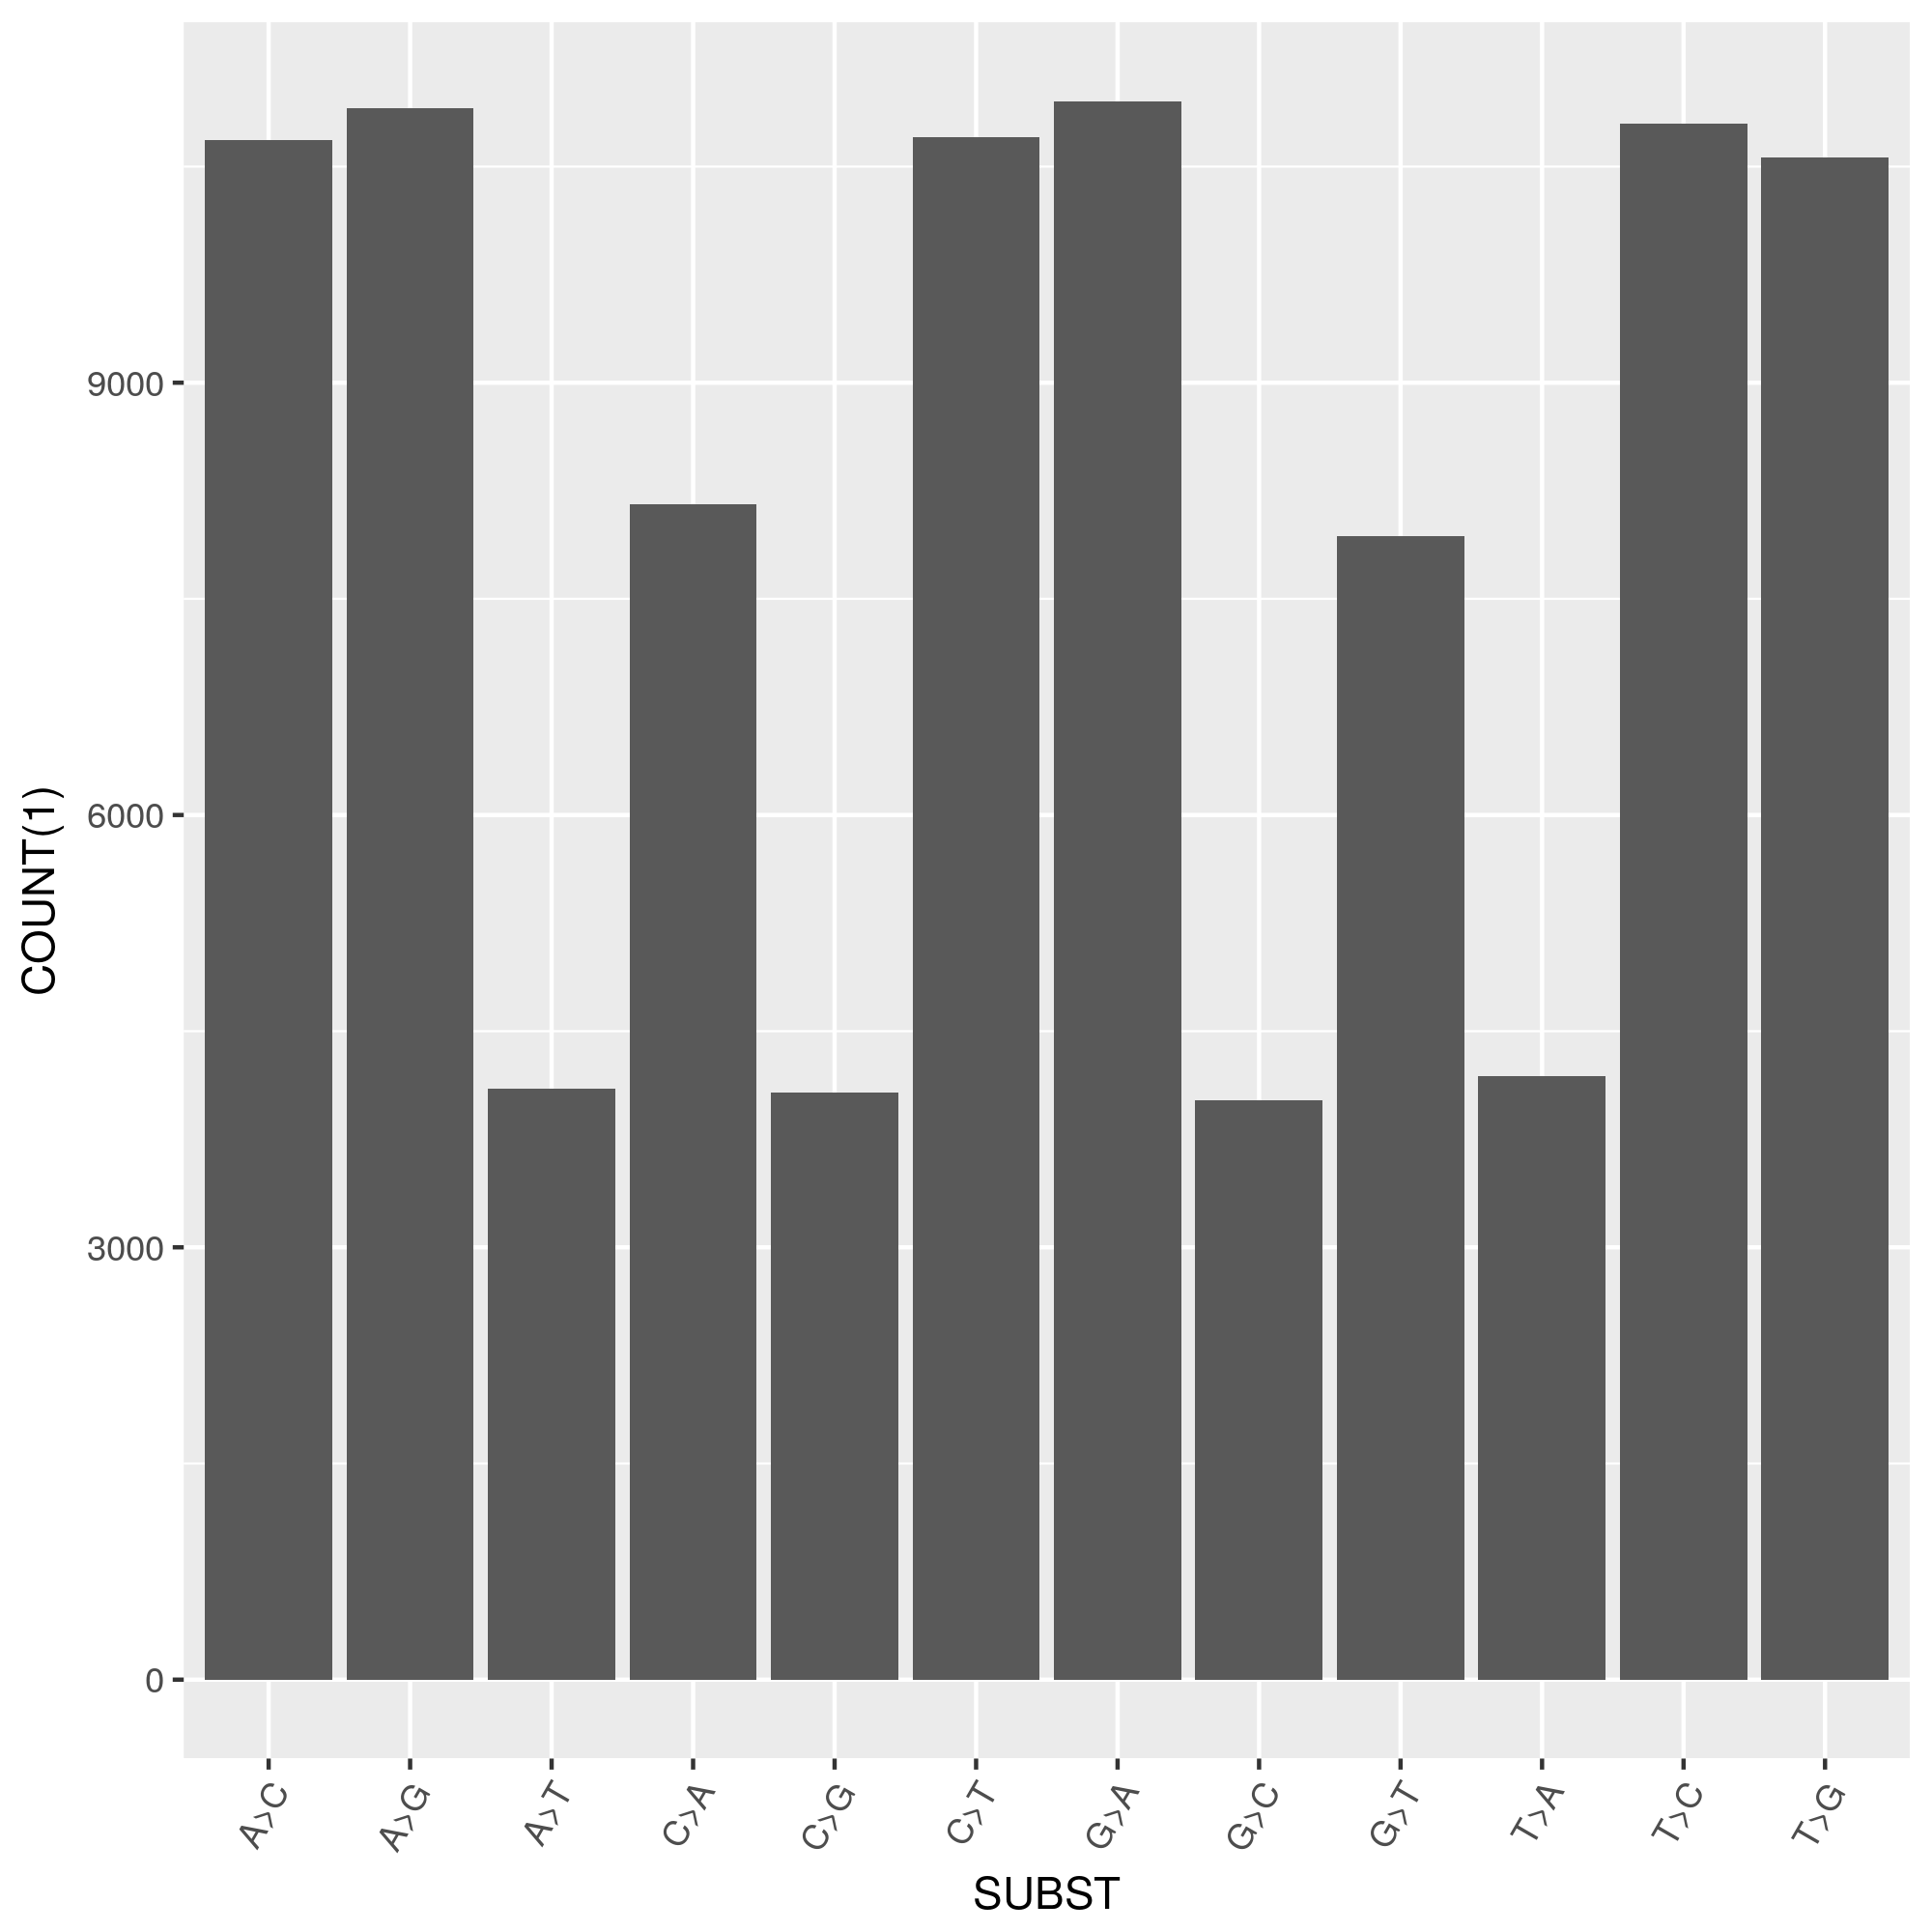 COUNT(1)
9000
6000
3000
0
A>C
A>G
A>T
C>A
C>G
C>T
G>A
G>C
G>T
T>A
T>C
T>G
SUBST